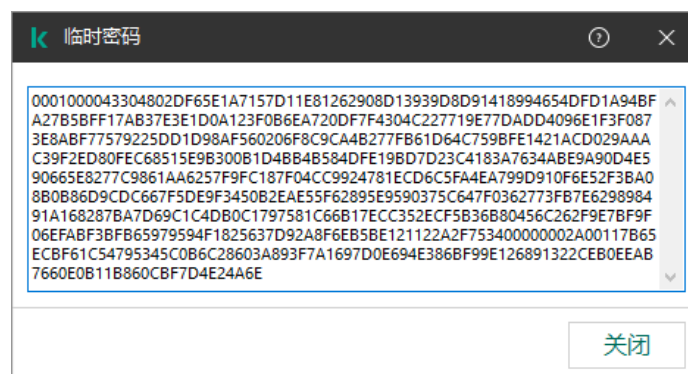 临时密码
0001000043304802DF65E1A7157D11E81262908D13939D8D91418994654DFD1A94BF
A27B5BFF17AB37E3E1D0A123F0B6EA720DF7F4304C227719E77DADD4096E1F3F087
3E8ABF77579225DD1D98AF560206F8C9CA4B277FB61D64C759BFE1421ACD029AAA
C39F2ED80FEC68515E9B300B1D4BB4B584DFE19BD7D23C4183A7634ABE9A90D4E5
90665E8277C9861AA6257F9FC187F04CC9924781ECD6C5FA4EA799D910F6E52F3BA0
8B0B86D9CDC667F5DE9F3450B2EAE55F62895E9590375C647F0362773FB7E6298984
91A168287BA7D69C1C4DB0C1797581C66B17ECC352ECF5B36B80456C262F9E7BF9F
06EFABF3BFB65979594F1825637D92A8F6EB5BE121122A2F753400000002A00117B65
ECBF61C54795345C0B6C28603A893F7A1697D0E694E386BF99E126891322CEB0EEAB
7660E0B11B860CBF7D4E24A6E
关闭